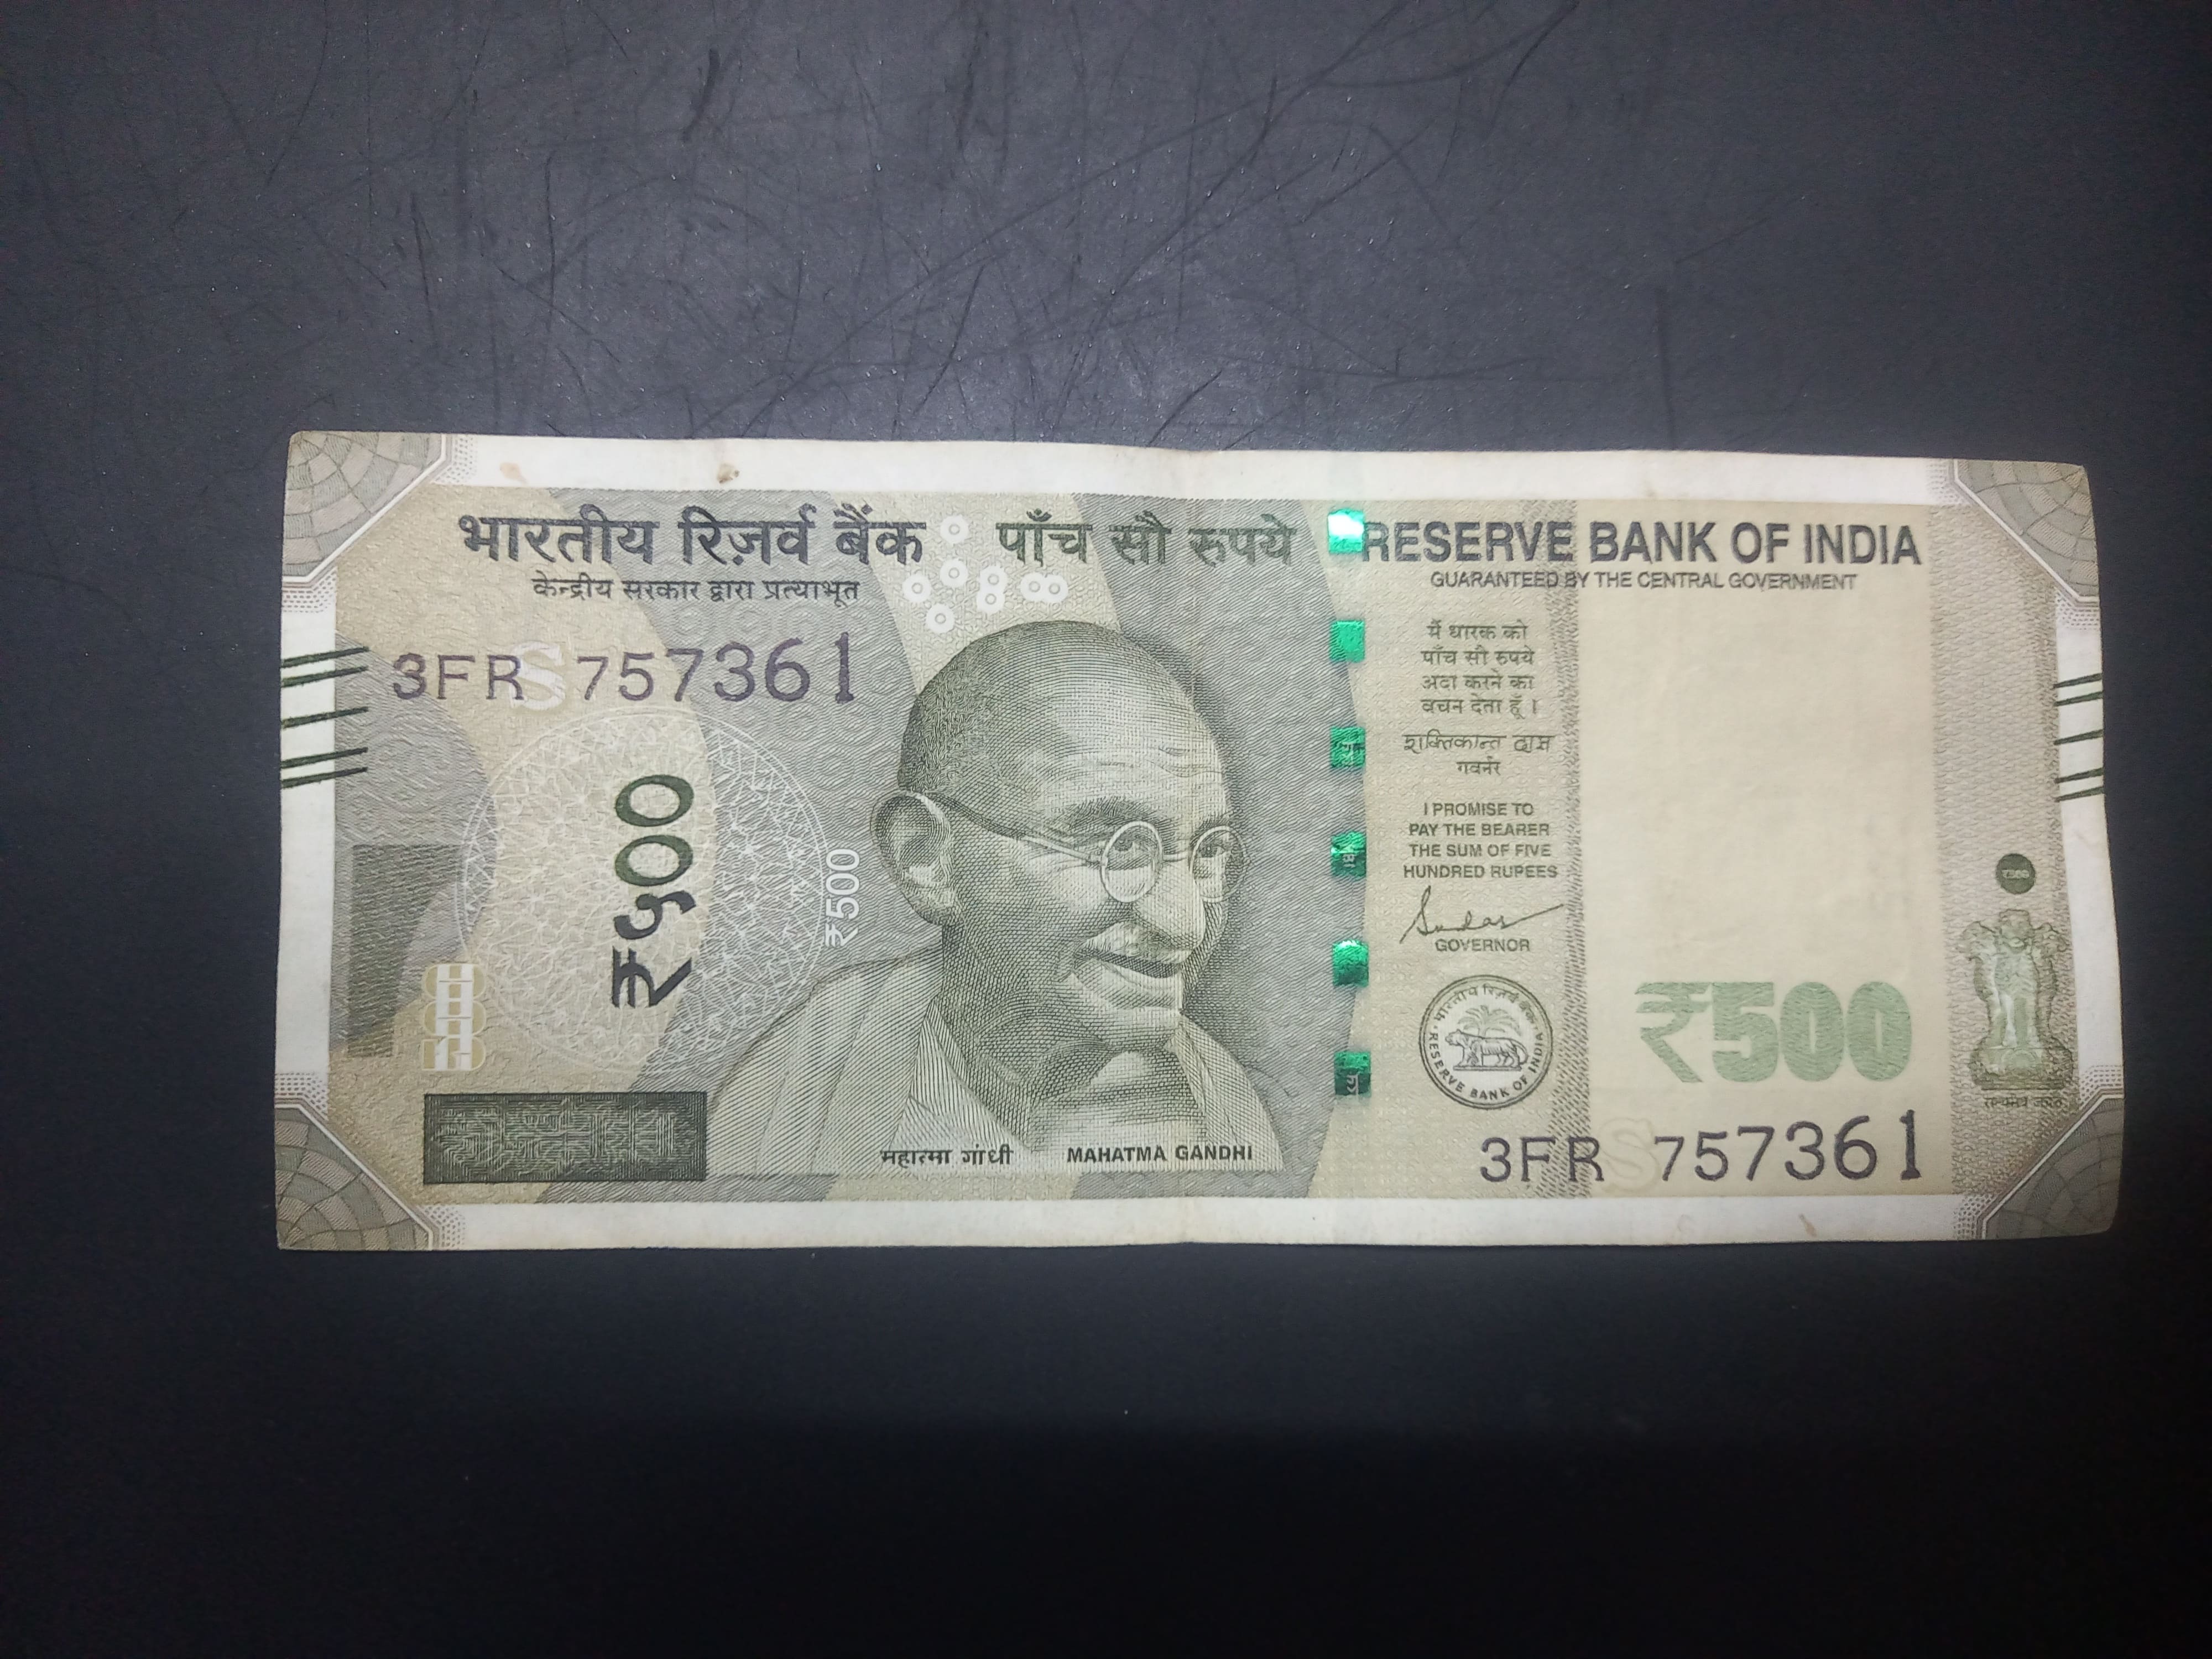 भारतीय रिज़र्व बैंक
केन्द्रीय सरकार द्वारा प्रत्याभूत
पाँच सौ रुपये
RESERVE BANK OF INDIA
GUARANTEED BY THE CENTRAL GOVERNMENT
3FR S 757361
₹५००
₹500
मैं धारक को
पाँच सौ रुपये
अदा करने का
वचन देता हूँ ।
शक्तिकान्त दास
गवर्नर
I PROMISE TO
PAY THE BEARER
THE SUM OF FIVE
HUNDRED RUPEES
GOVERNOR
भारतीय रिज़र्व बैंक
RESERVE BANK OF INDIA
₹500
सत्यमेव जयते
महात्मा गांधी
MAHATMA GANDHI
3FR S 757361